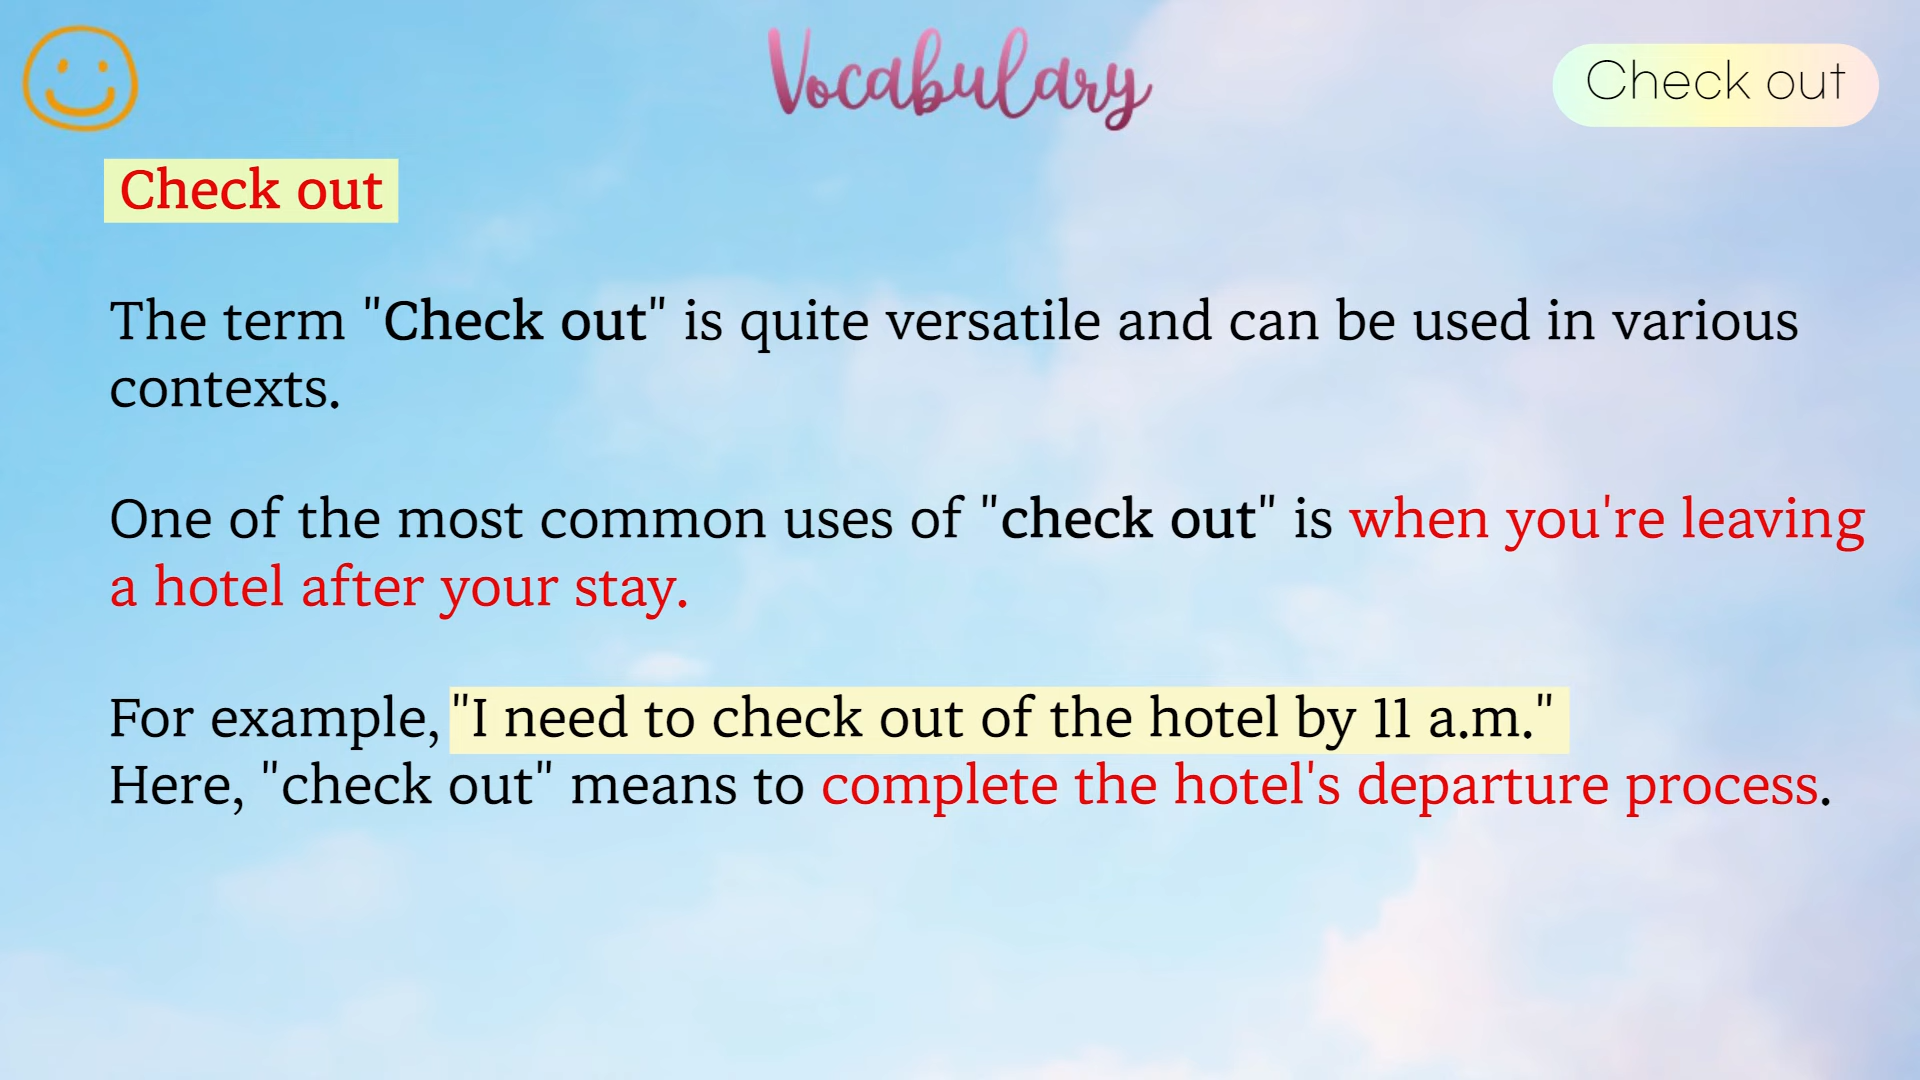 Vocabulary
Check out
Check out
The term "Check out" is quite versatile and can be used in various
contexts.
One of the most common uses of "check out" is when you're leaving
a hotel after your stay.
For example, "I need to check out of the hotel by 11 a.m."
Here, "check out" means to complete the hotel's departure process.